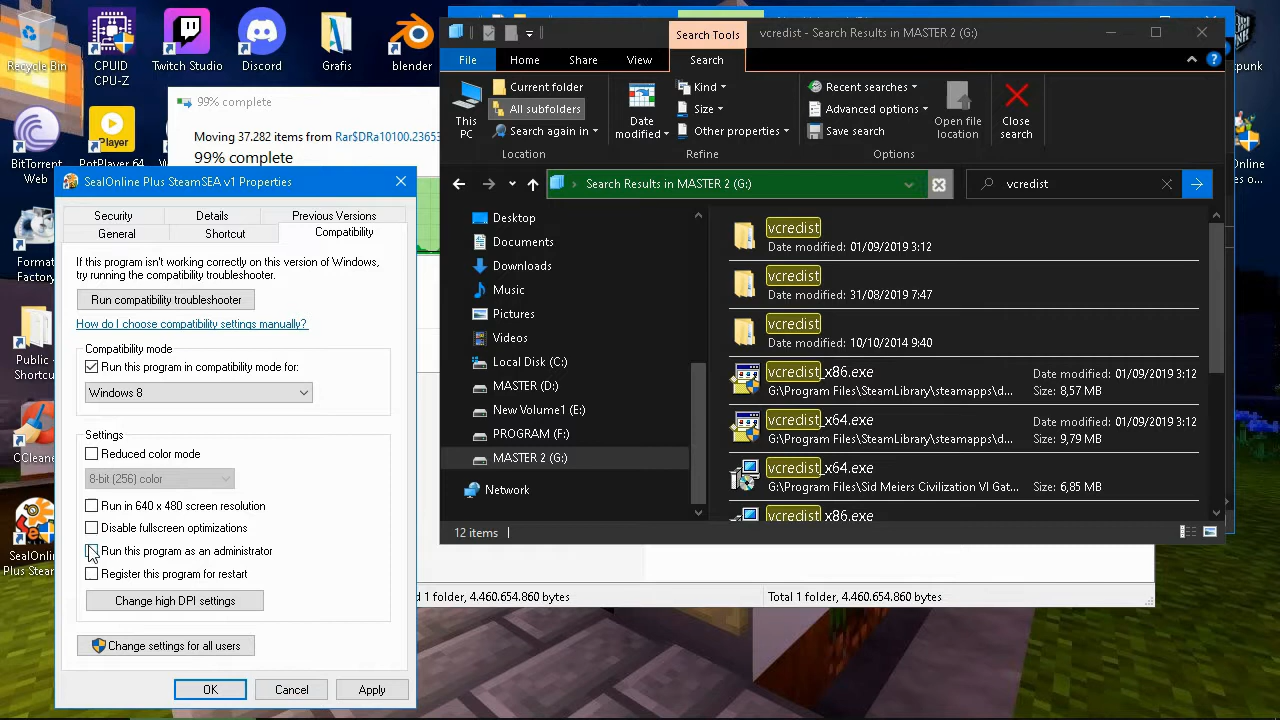 Recycle Bin
CPUID
CPU-Z
Twitch Studio
Discord
Grafis
blender
BitTorrent
Web
PotPlayer 64
Player
Format
Factory
Public -
Shortcu
CCleane
SealOnlin
Plus Steam
99% complete
Moving 37.282 items from Rar$DRa10100.23653
99% complete
SealOnline Plus SteamSEA v1 Properties
Security
Details
Previous Versions
General
Shortcut
Compatibility
If this program isn't working correctly on this version of Windows,
try running the compatibility troubleshooter.
Run compatibility troubleshooter
How do I choose compatibility settings manually?
Compatibility mode
Run this program in compatibility mode for:
Windows 8
Settings
Reduced color mode
8-bit (256) color
Run in 640 x 480 screen resolution
Disable fullscreen optimizations
Run this program as an administrator
Register this program for restart
Change high DPI settings
Change settings for all users
OK
Cancel
Apply
Search Tools
vcredist - Search Results in MASTER 2 (G:)
File
Home
Share
View
Search
This
PC
Current folder
All subfolders
Search again in
Location
Date
modified
Kind
Size
Other properties
Refine
Recent searches
Advanced options
Save search
Open file
location
Options
Close
search
Search Results in MASTER 2 (G:)
vcredist
Desktop
Documents
Downloads
Music
Pictures
Videos
Local Disk (C:)
MASTER (D:)
New Volume1 (E:)
PROGRAM (F:)
MASTER 2 (G:)
Network
vcredist
Date modified: 01/09/2019 3:12
vcredist
Date modified: 31/08/2019 7:47
vcredist
Date modified: 10/10/2014 9:40
vcredist_x86.exe
G:\Program Files\SteamLibrary\steamapps\d...
Date modified: 01/09/2019 3:12
Size: 8,57 MB
vcredist_x64.exe
G:\Program Files\SteamLibrary\steamapps\d...
Date modified: 01/09/2019 3:12
Size: 9,79 MB
vcredist_x64.exe
G:\Program Files\Sid Meiers Civilization VI Gat...
Size: 6,85 MB
vcredist_x86.exe
12 items
1 folder, 4.460.654.860 bytes
Total 1 folder, 4.460.654.860 bytes